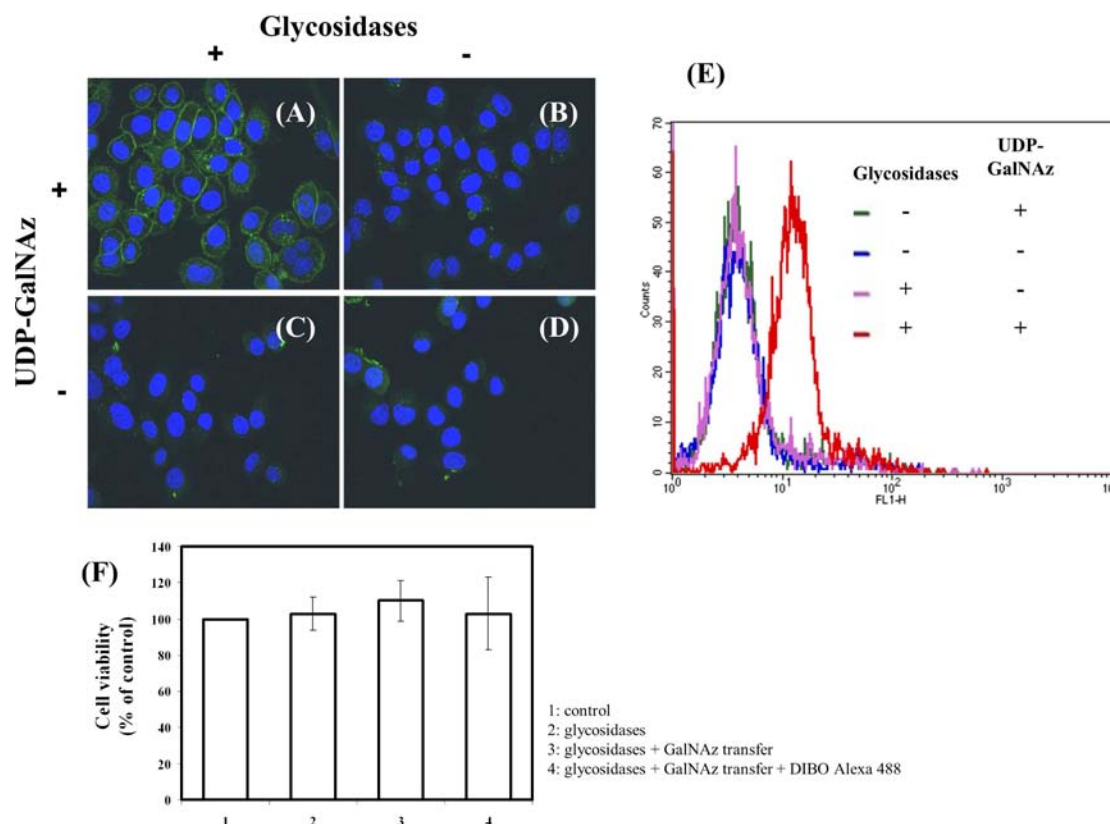 Glycosidases
+ -
UDP-GalNAz
+
-
(A)
(B)
(C)
(D)
(E)
70
60
50
40
30
20
10
0
Counts
10^0 10^1 10^2 10^3 10
FL1-H
Glycosidases UDP-
GalNAz
- +
- -
+ -
+ +
(F)
Cell viability
(% of control)
140
120
100
80
60
40
20
0
1 2 3 4
1: control
2: glycosidases
3: glycosidases + GalNAz transfer
4: glycosidases + GalNAz transfer + DIBO Alexa 488